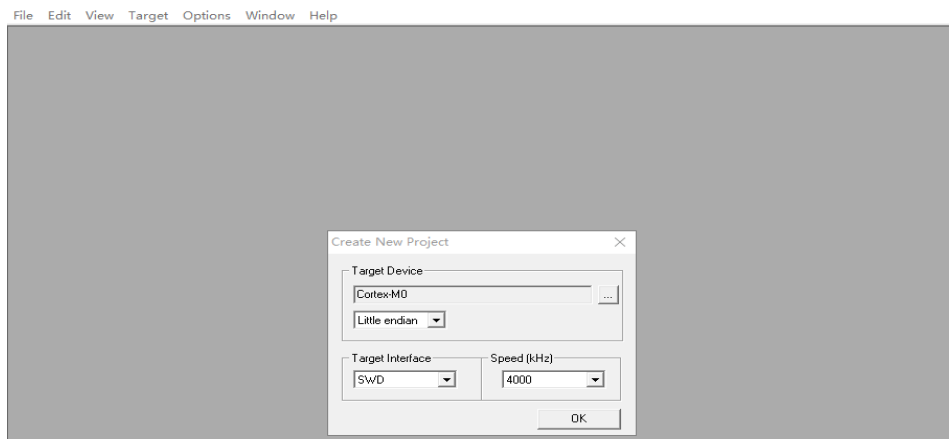 File Edit View Target Options Window Help
Create New Project
Target Device
Cortex-M0
...
Little endian
Target Interface
SWD
Speed (kHz)
4000
OK